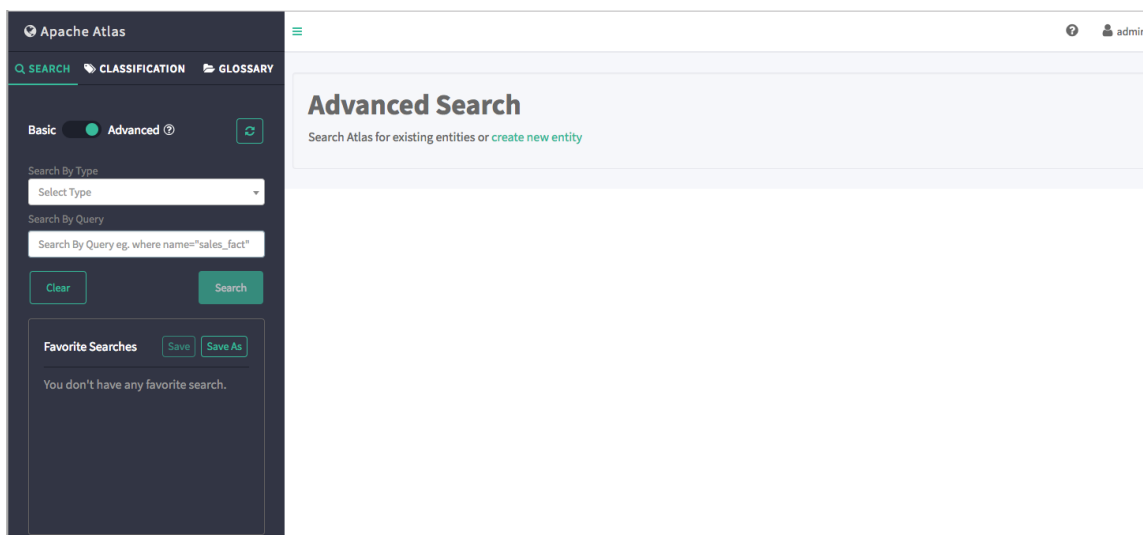 Apache Atlas
admin
SEARCH CLASSIFICATION GLOSSARY
Advanced Search
Search Atlas for existing entities or create new entity
Basic Advanced
Search By Type
Select Type
Search By Query
Search By Query eg. where name="sales_fact"
Clear Search
Favorite Searches Save Save As
You don't have any favorite search.